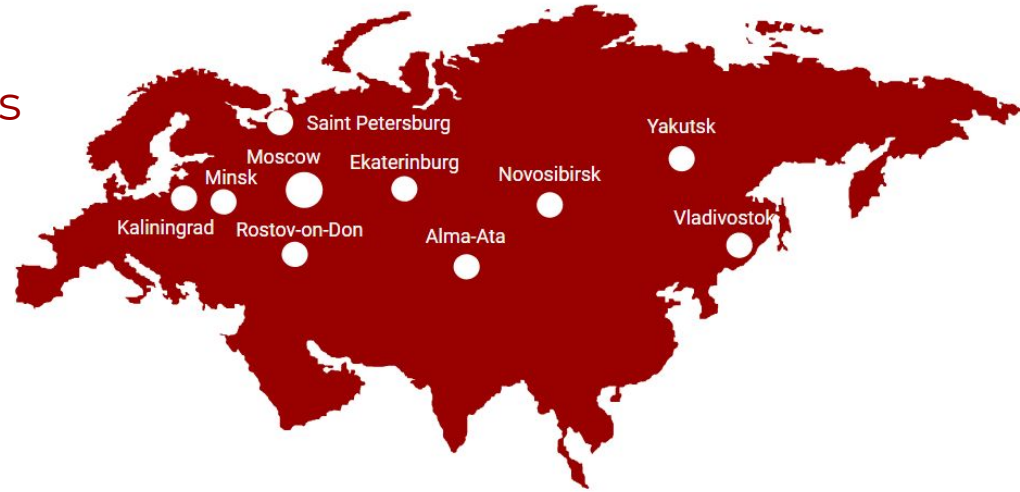 s
Saint Petersburg
Yakutsk
Moscow
Ekaterinburg
Minsk
Novosibirsk
Kaliningrad
Rostov-on-Don
Alma-Ata
Vladivostok